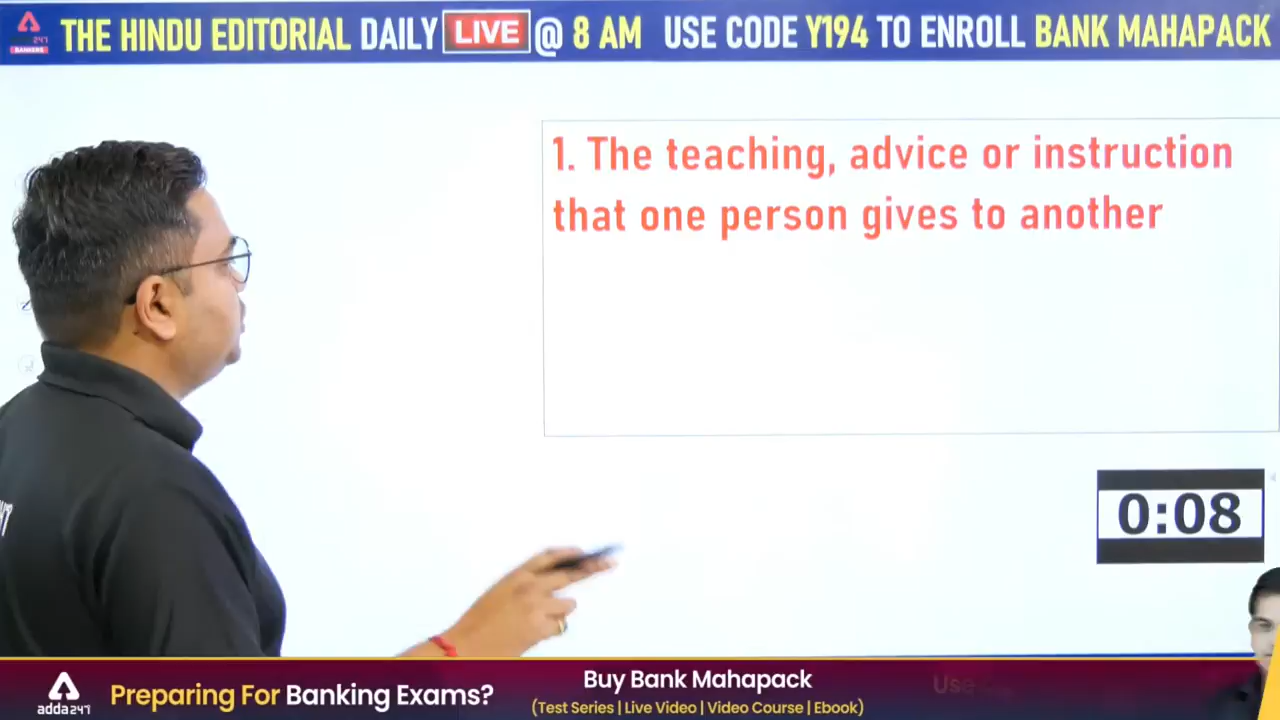 THE HINDU EDITORIAL DAILY LIVE @ 8 AM USE CODE Y194 TO ENROLL BANK MAHAPACK
BANKERS
1. The teaching, advice or instruction
that one person gives to another
0:08
adda247
Preparing For Banking Exams?
Buy Bank Mahapack
(Test Series | Live Video | Video Course | Ebook)
Use